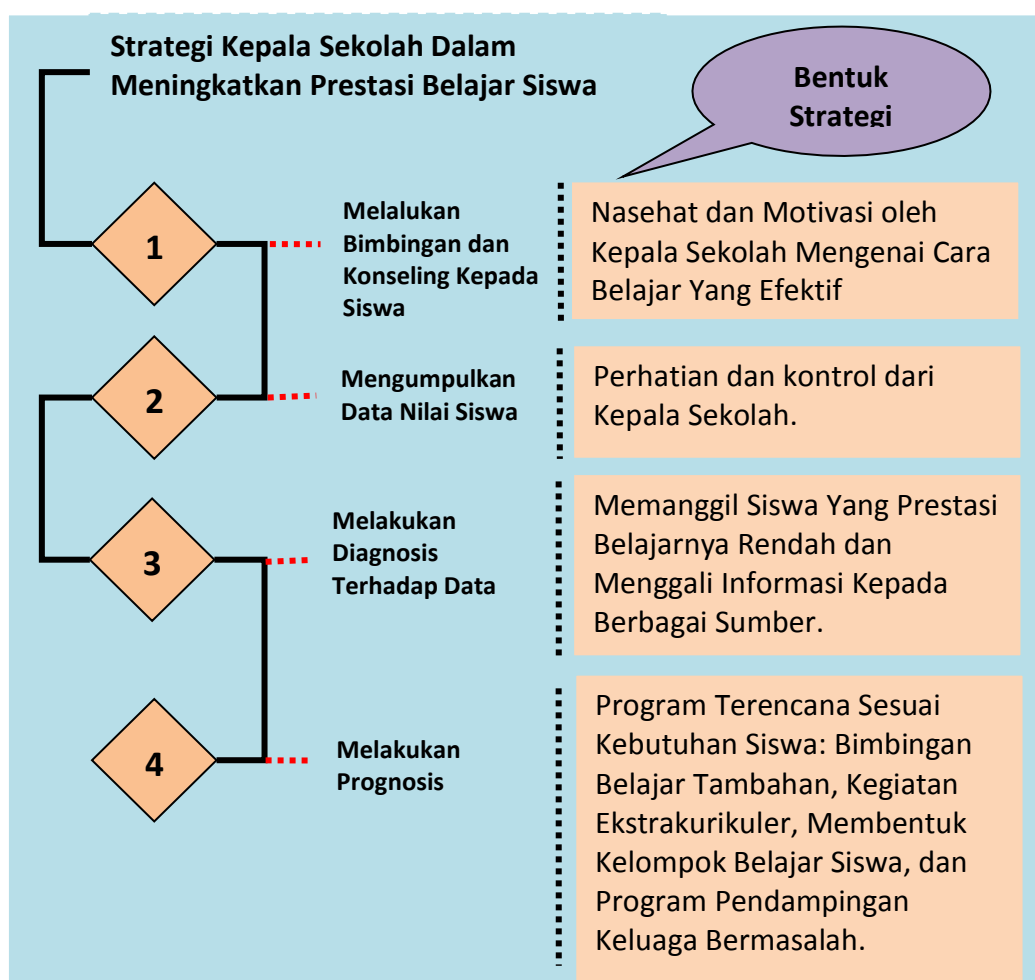 Strategi Kepala Sekolah Dalam
Meningkatkan Prestasi Belajar Siswa
Bentuk
Strategi
1
Melalukan
Bimbingan dan
Konseling Kepada
Siswa
Nasehat dan Motivasi oleh
Kepala Sekolah Mengenai Cara
Belajar Yang Efektif
2
Mengumpulkan
Data Nilai Siswa
Perhatian dan kontrol dari
Kepala Sekolah.
3
Melakukan
Diagnosis
Terhadap Data
Memanggil Siswa Yang Prestasi
Belajarnya Rendah dan
Menggali Informasi Kepada
Berbagai Sumber.
4
Melakukan
Prognosis
Program Terencana Sesuai
Kebutuhan Siswa: Bimbingan
Belajar Tambahan, Kegiatan
Ekstrakurikuler, Membentuk
Kelompok Belajar Siswa, dan
Program Pendampingan
Keluaga Bermasalah.